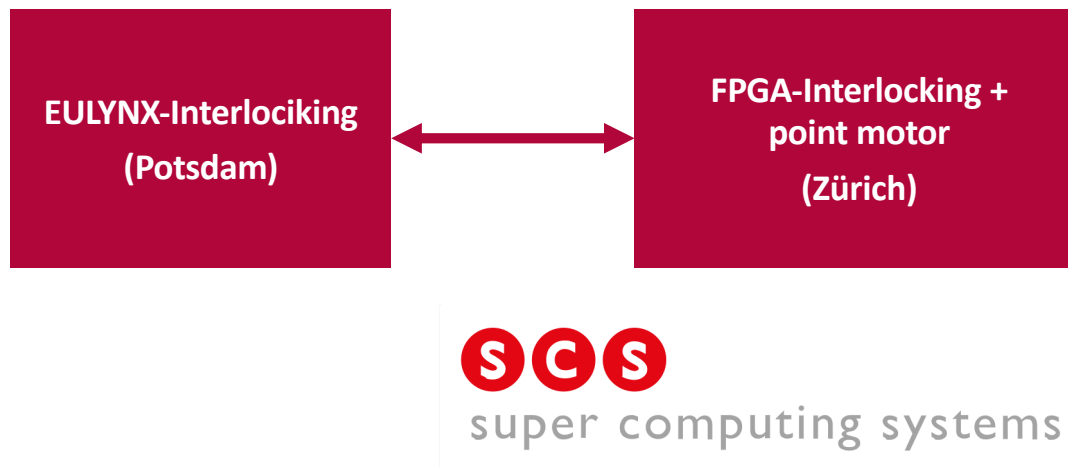 EULYNX-Interlociking
(Potsdam)
FPGA-Interlocking +
point motor
(Zürich)
SCS
super computing systems